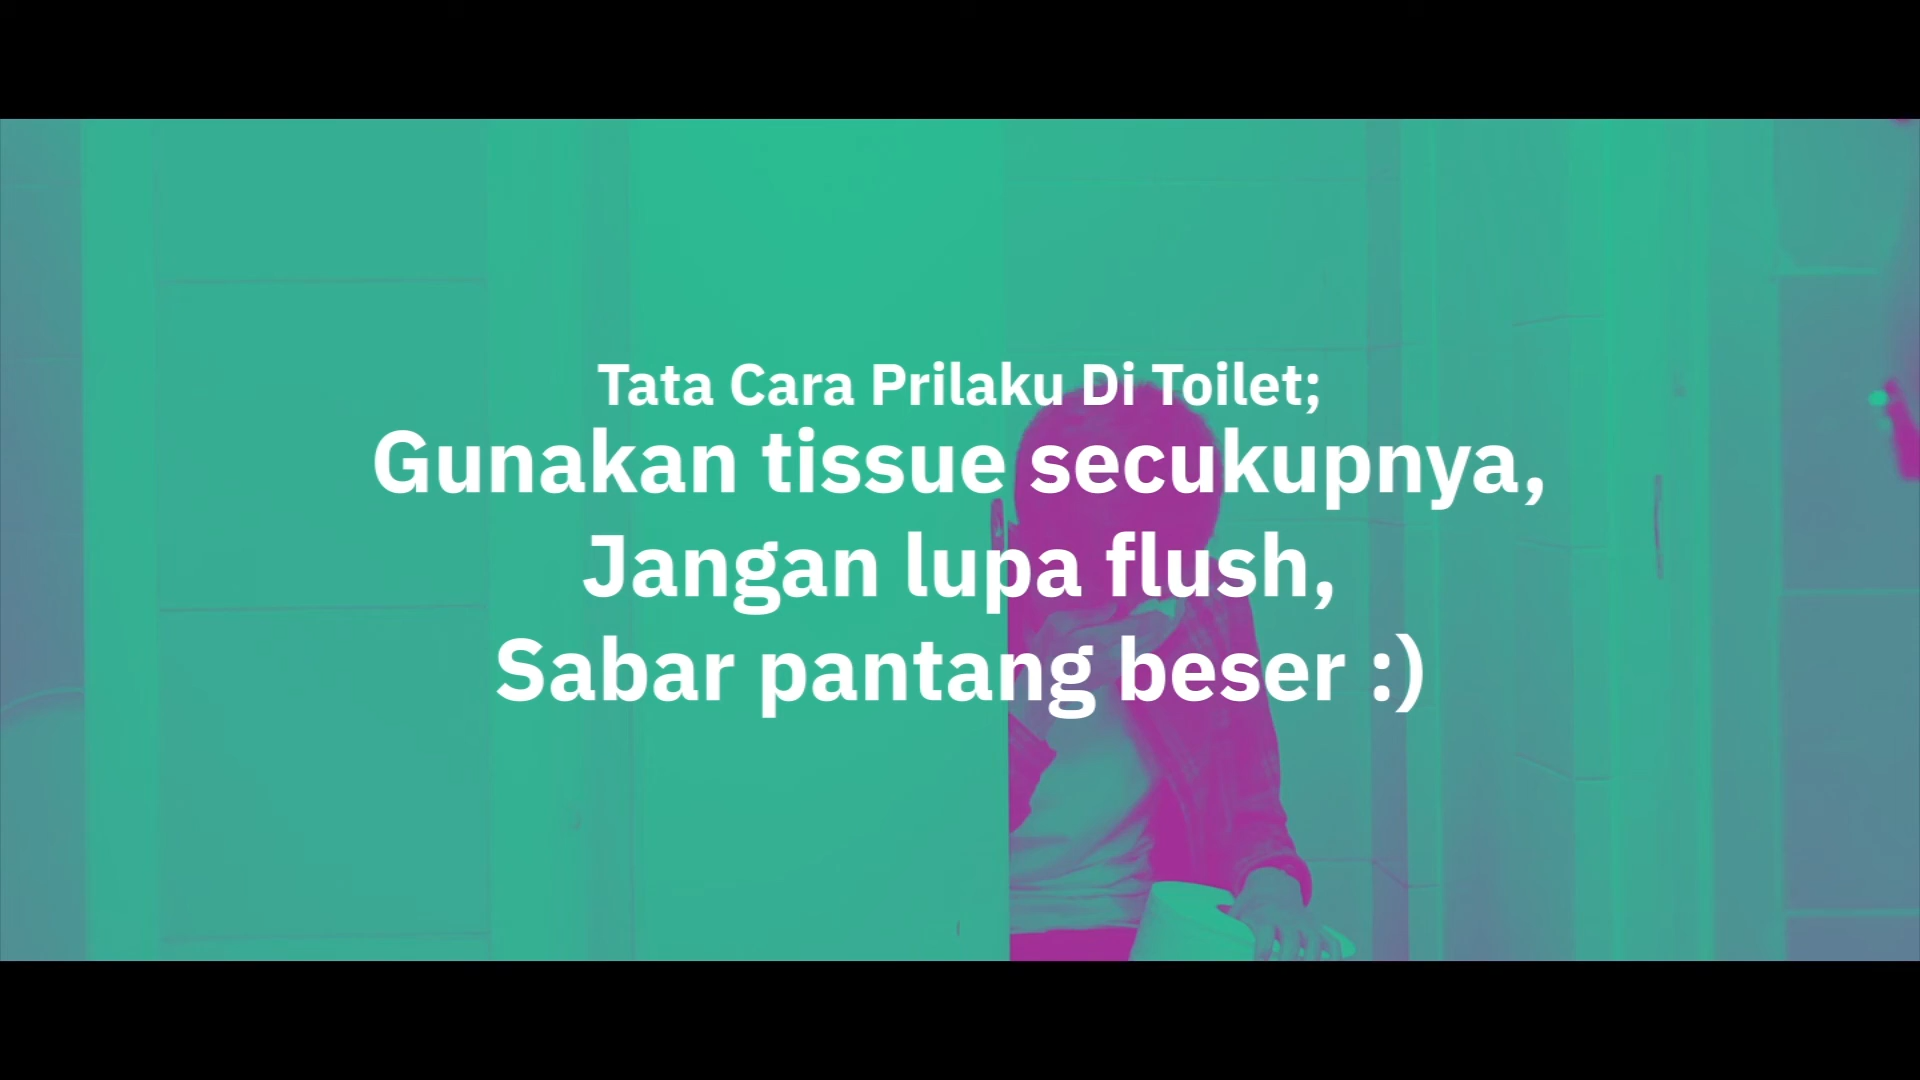 Tata Cara Prilaku Di Toilet;
Gunakan tissue secukupnya,
Jangan lupa flush,
Sabar pantang beser :)